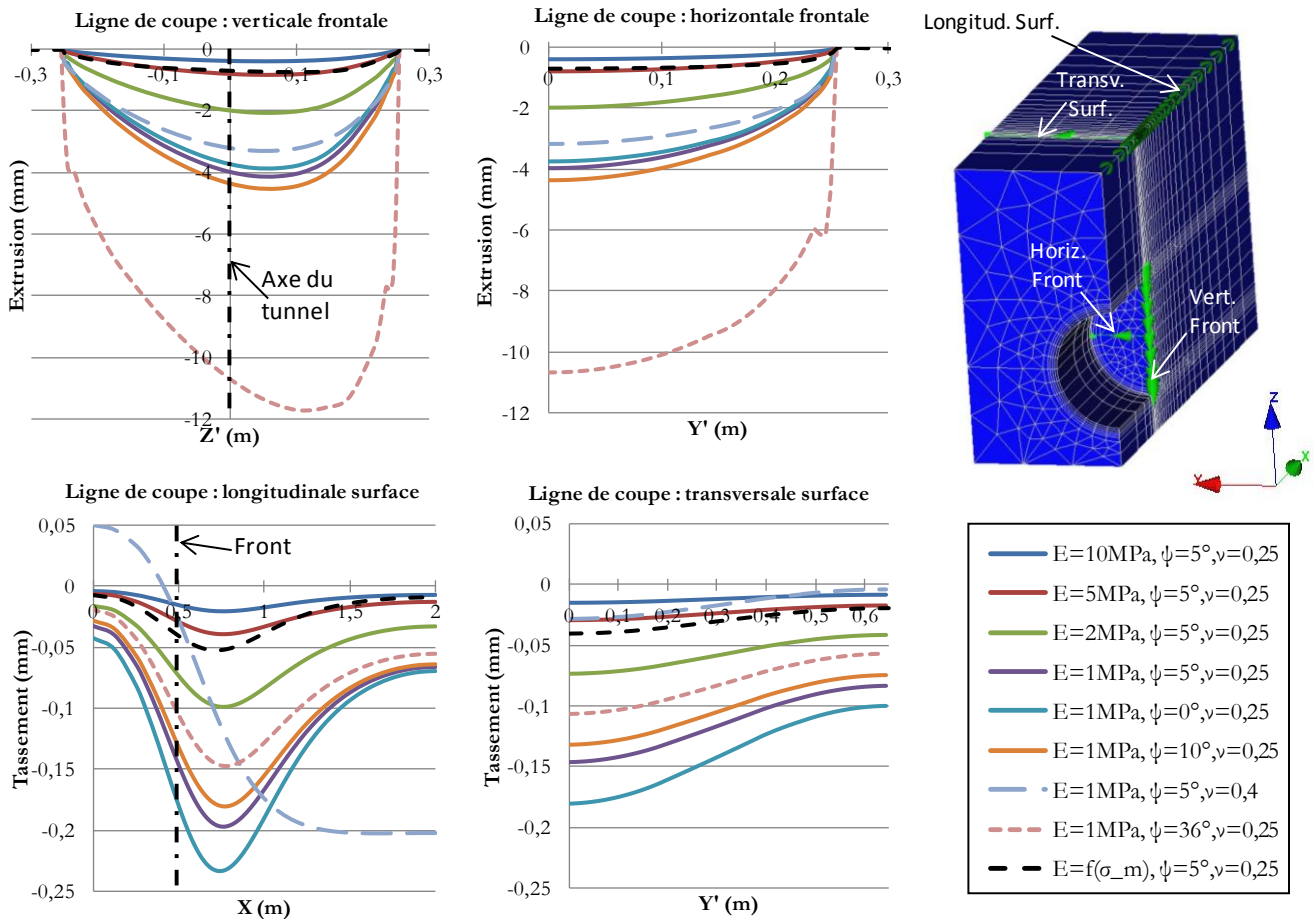 Ligne de coupe : verticale frontale
0
-0,3
-0,1
0,1
0,3
-2
-4
-6
-8
-10
-12
Extrusion (mm)
Axe du
tunnel
Z' (m)
Ligne de coupe : horizontale frontale
0
0
0,1
0,2
0,3
-2
-4
-6
-8
-10
-12
Extrusion (mm)
Y' (m)
Longitud. Surf.
Transv.
Surf.
Horiz.
Front
Vert.
Front
Z
X
Y
Ligne de coupe : longitudinale surface
0,05
0
-0,05
-0,1
-0,15
-0,2
-0,25
0
0,5
1
1,5
2
Tassement (mm)
Front
X (m)
Ligne de coupe : transversale surface
0,05
0
-0,05
-0,1
-0,15
-0,2
-0,25
0
0,1
0,2
0,3
0,4
0,5
0,6
Tassement (mm)
Y' (m)
E=10MPa, ψ=5°,ν=0,25
E=5MPa, ψ=5°,ν=0,25
E=2MPa, ψ=5°,ν=0,25
E=1MPa, ψ=5°,ν=0,25
E=1MPa, ψ=0°,ν=0,25
E=1MPa, ψ=10°,ν=0,25
E=1MPa, ψ=5°,ν=0,4
E=1MPa, ψ=36°,ν=0,25
E=f(σ_m), ψ=5°,ν=0,25